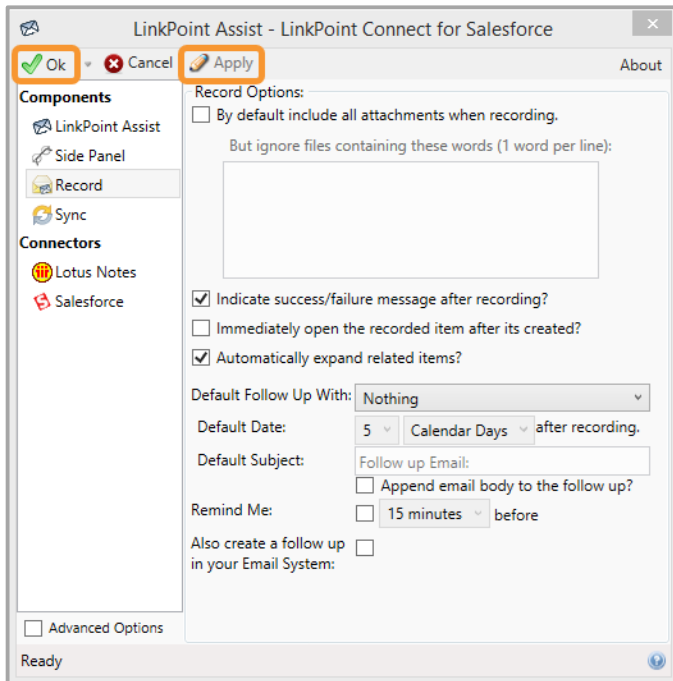 LinkPoint Assist - LinkPoint Connect for Salesforce
Ok Cancel Apply About
Components
LinkPoint Assist
Side Panel
Record
Sync
Connectors
Lotus Notes
Salesforce
Advanced Options
Record Options:
By default include all attachments when recording.
But ignore files containing these words (1 word per line):
Indicate success/failure message after recording?
Immediately open the recorded item after its created?
Automatically expand related items?
Default Follow Up With: Nothing
Default Date: 5 Calendar Days after recording.
Default Subject: Follow up Email:
Append email body to the follow up?
Remind Me: 15 minutes before
Also create a follow up
in your Email System:
Ready